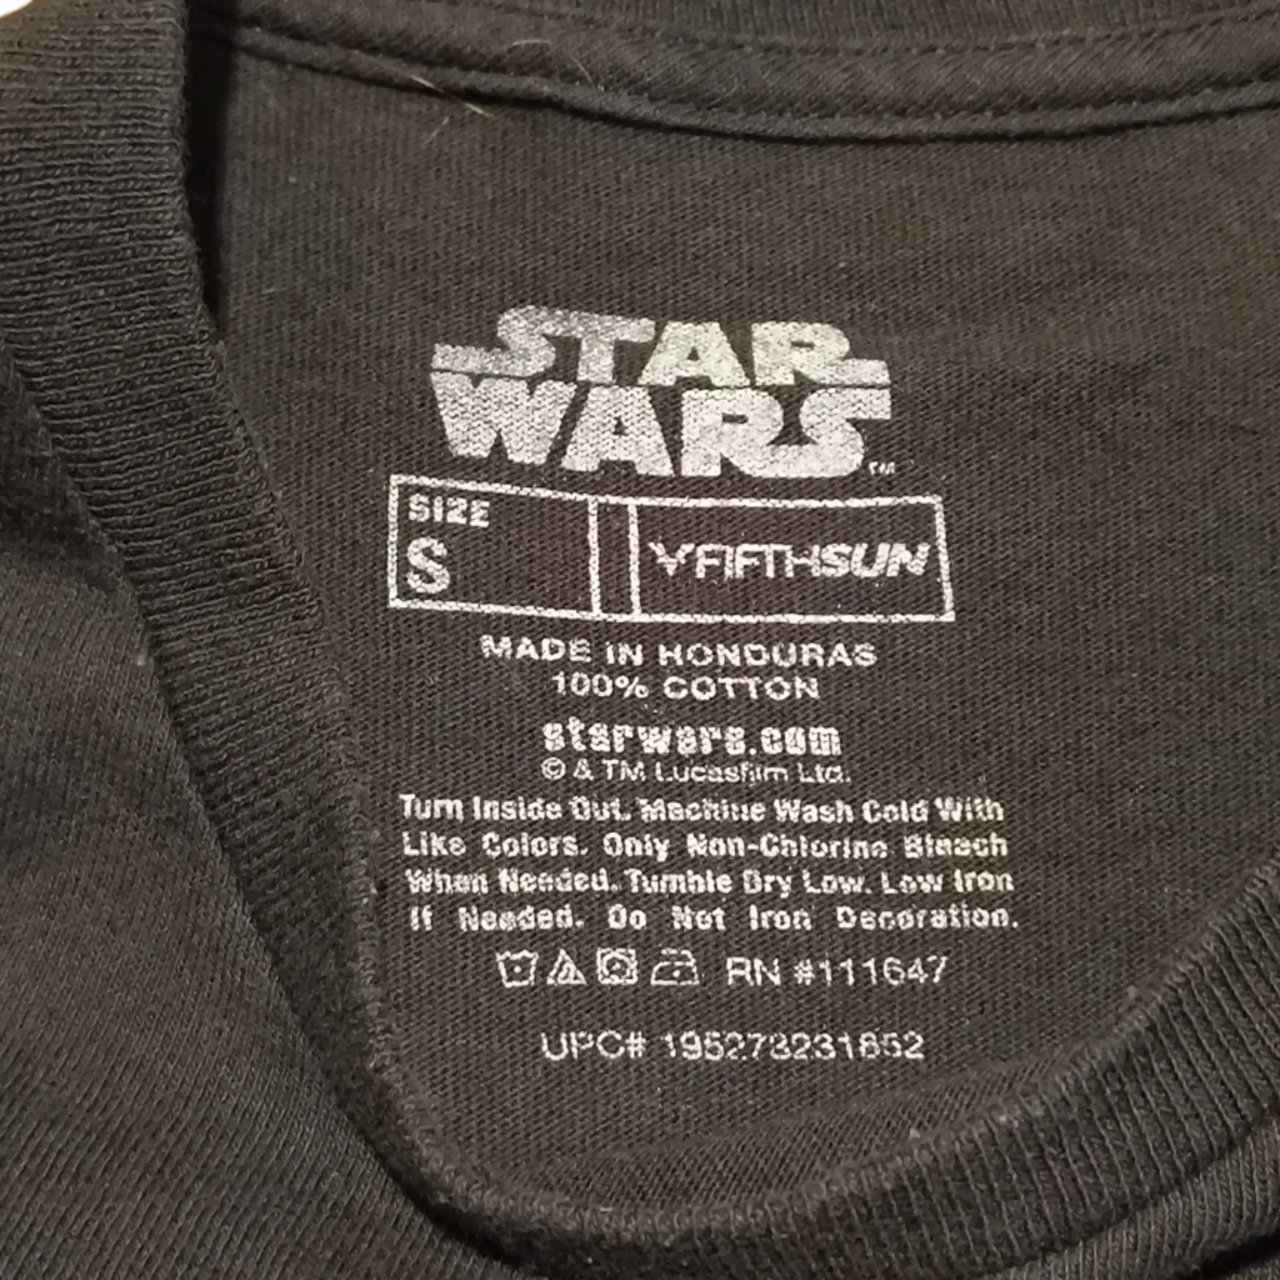 STAR
WARS™
SIZE
S
FIFTHSUN
MADE IN HONDURAS
100% COTTON
starwars.com
© & TM Lucasfilm Ltd.
Turn Inside Out. Machine Wash Cold With
Like Colors. Only Non-Chlorine Bleach
When Needed. Tumble Dry Low. Low Iron
If Needed. Do Not Iron Decoration.
RN #111647
UPC# 195273231852